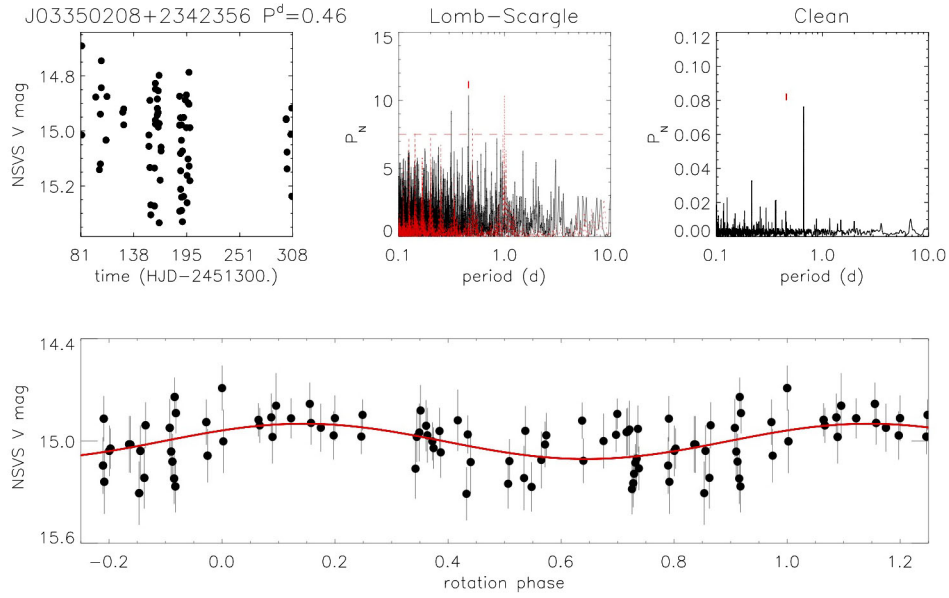 J03350208+2342356 Pᵈ=0.46
Lomb−Scargle
Clean
NSVS V mag
14.8
15.0
15.2
81 138 195 251 308
time (HJD−2451300.)
P_N
15
10
5
0
0.1 1.0 10.0
period (d)
P_N
0.12
0.10
0.08
0.06
0.04
0.02
0.00
0.1 1.0 10.0
period (d)
NSVS V mag
14.4
15.0
15.6
−0.2 0.0 0.2 0.4 0.6 0.8 1.0 1.2
rotation phase